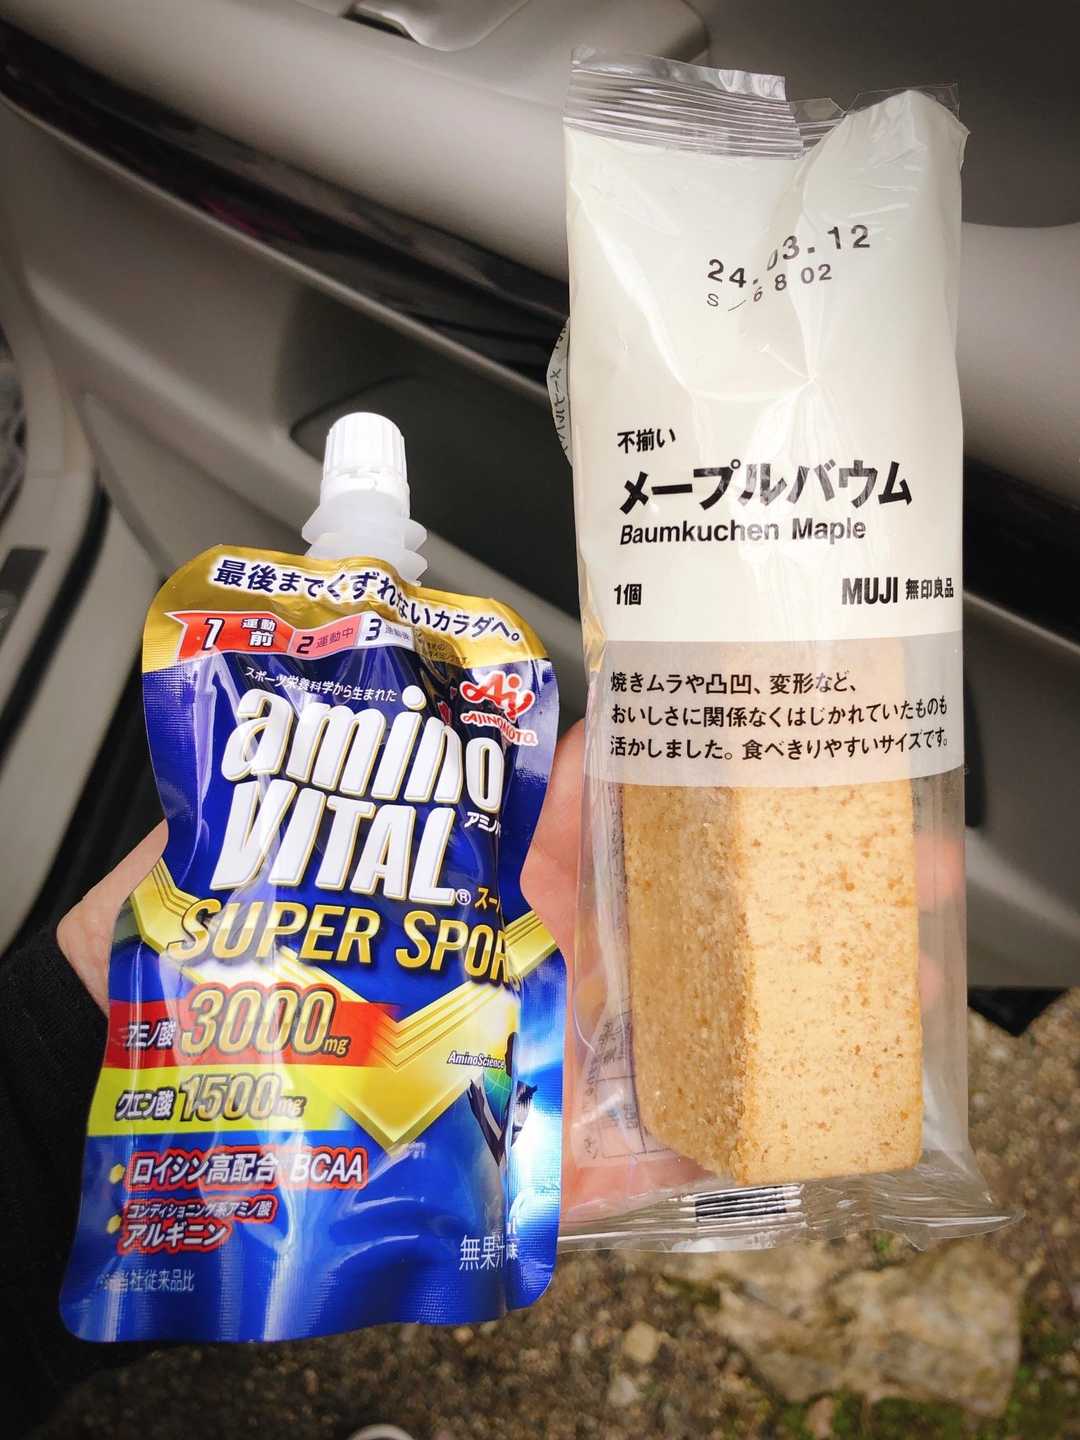 最後までくずれないカラダへ。
1 運動前 2 運動中 3
スポーツ栄養科学から生まれた
AJINOMOTO
amino
VITAL®
SUPER SPOR
アミノ酸 3000mg
AminoScience
クエン酸 1500mg
ロイシン高配合 BCAA
コンディショニング系アミノ酸
アルギニン
無果汁
※当社従来品比
24.03.12
不揃い
メープルバウム
Baumkuchen Maple
1個 MUJI 無印良品
焼きムラや凸凹、変形など、
おいしさに関係なくはじかれていたものも
活かしました。食べきりやすいサイズです。